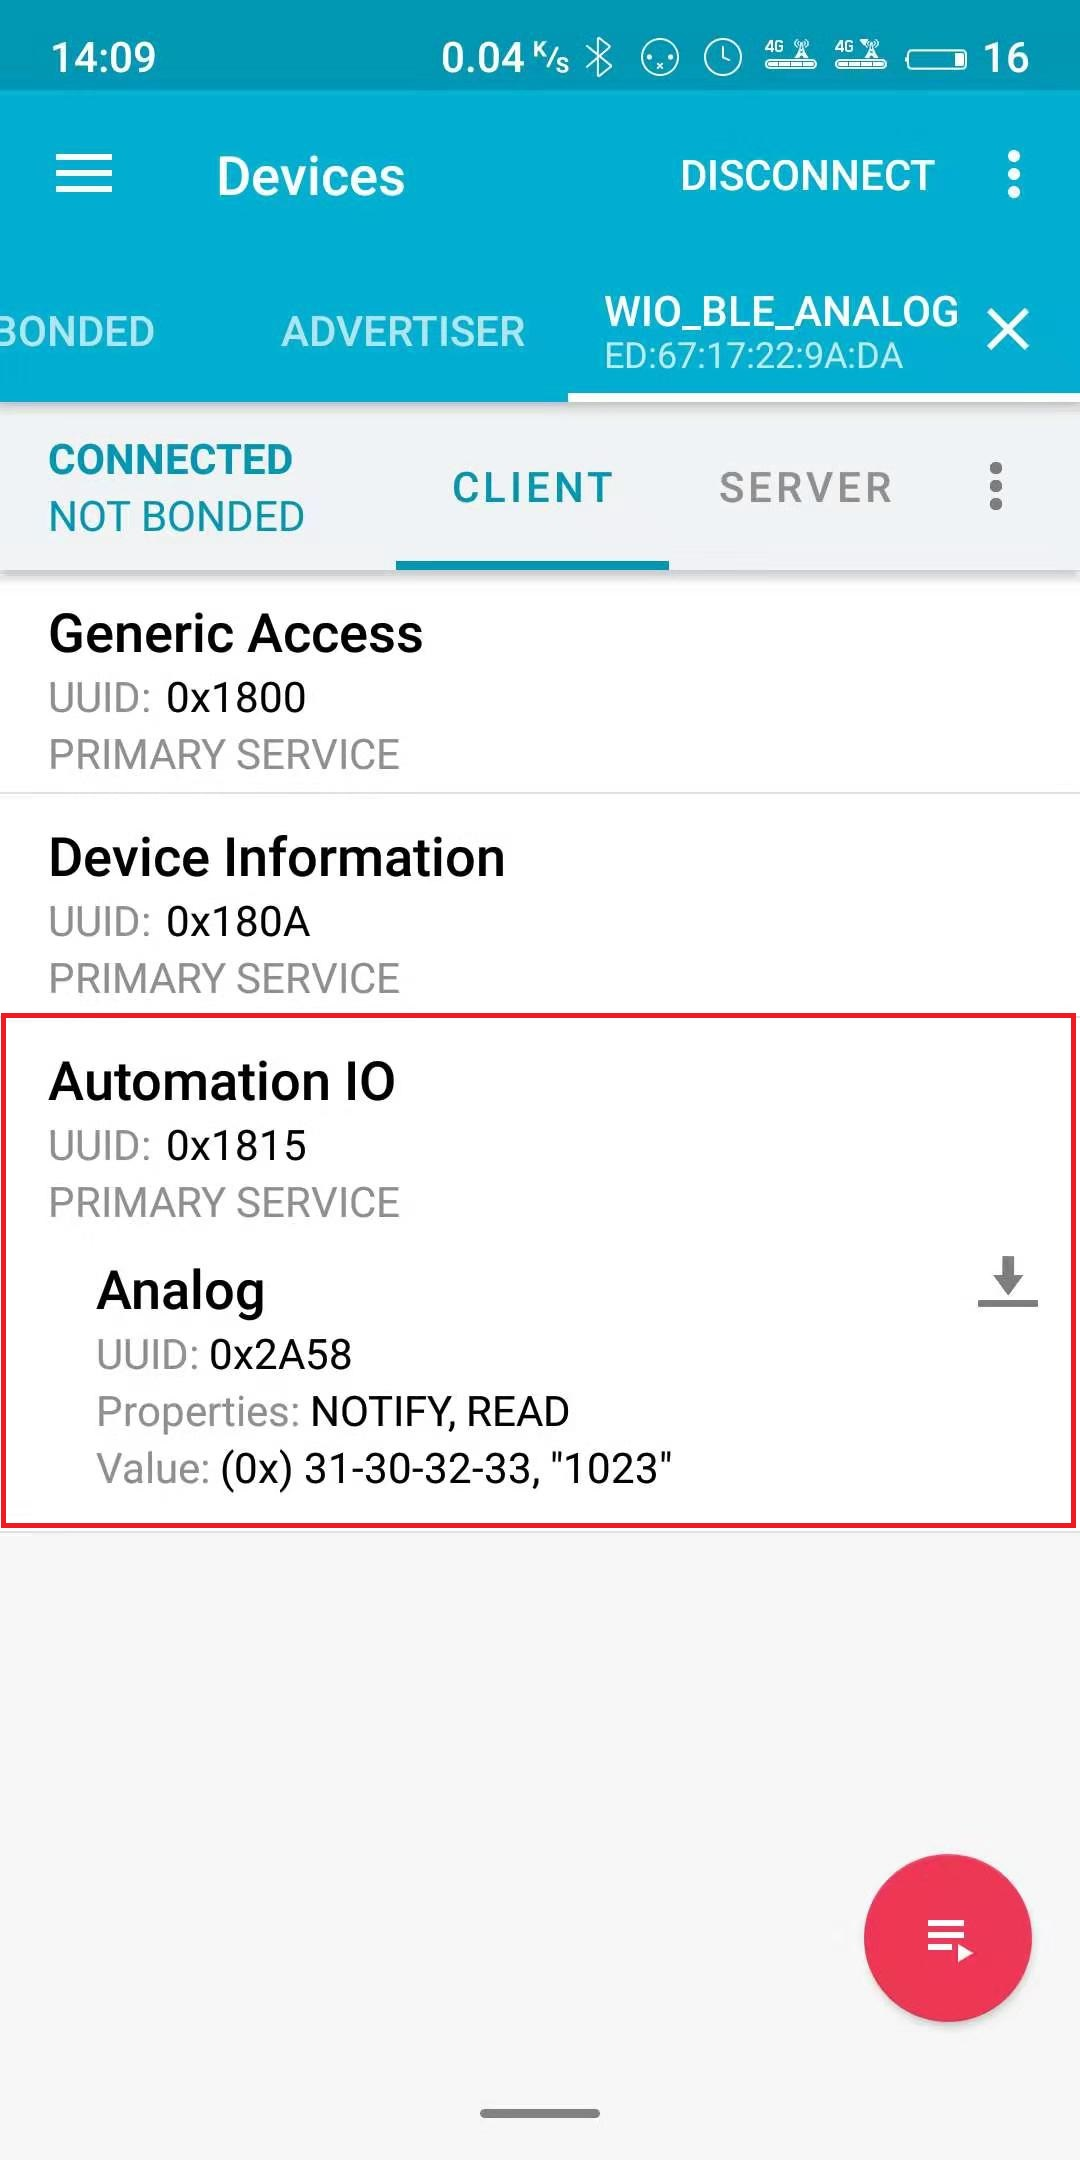 14:09 0.04 K/s 4G 4G 16
Devices DISCONNECT
BONDED ADVERTISER WIO_BLE_ANALOG
ED:67:17:22:9A:DA
CONNECTED
NOT BONDED
CLIENT SERVER
Generic Access
UUID: 0x1800
PRIMARY SERVICE
Device Information
UUID: 0x180A
PRIMARY SERVICE
Automation IO
UUID: 0x1815
PRIMARY SERVICE
Analog
UUID: 0x2A58
Properties: NOTIFY, READ
Value: (0x) 31-30-32-33, "1023"